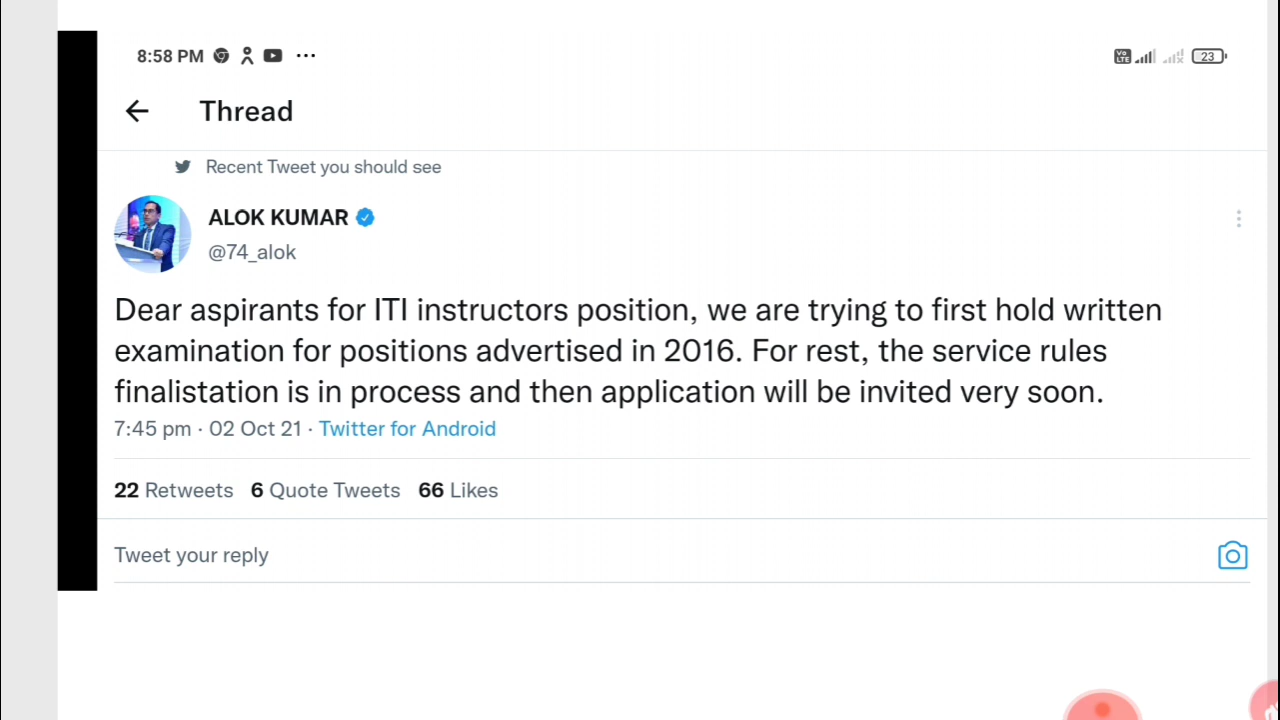 8:58 PM ...
VO LTE 23
Thread
Recent Tweet you should see
ALOK KUMAR
@74_alok
Dear aspirants for ITI instructors position, we are trying to first hold written
examination for positions advertised in 2016. For rest, the service rules
finalistation is in process and then application will be invited very soon.
7:45 pm · 02 Oct 21 · Twitter for Android
22 Retweets 6 Quote Tweets 66 Likes
Tweet your reply